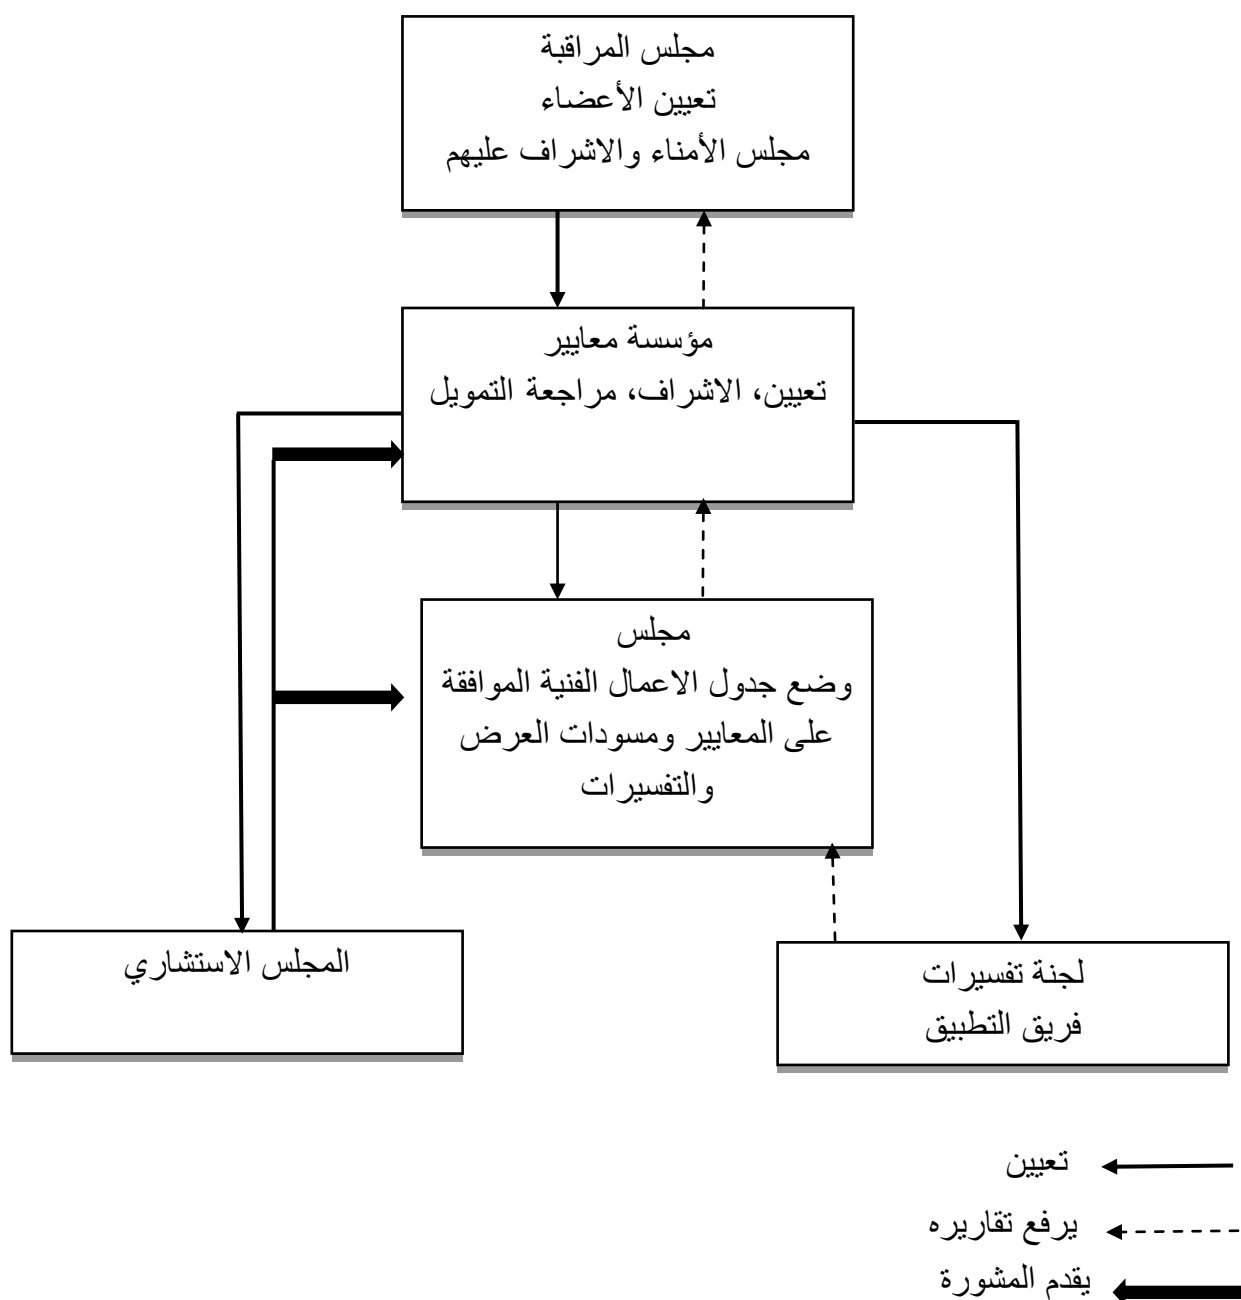 مجلس المراقبة
تعيين الأعضاء
مجلس الأمناء والاشراف عليهم
مؤسسة معايير
تعيين، الاشراف، مراجعة التمويل
مجلس
وضع جدول الاعمال الفنية الموافقة
على المعايير ومسودات العرض
والتفسيرات
المجلس الاستشاري
لجنة تفسيرات
فريق التطبيق
تعيين
يرفع تقاريره
يقدم المشورة